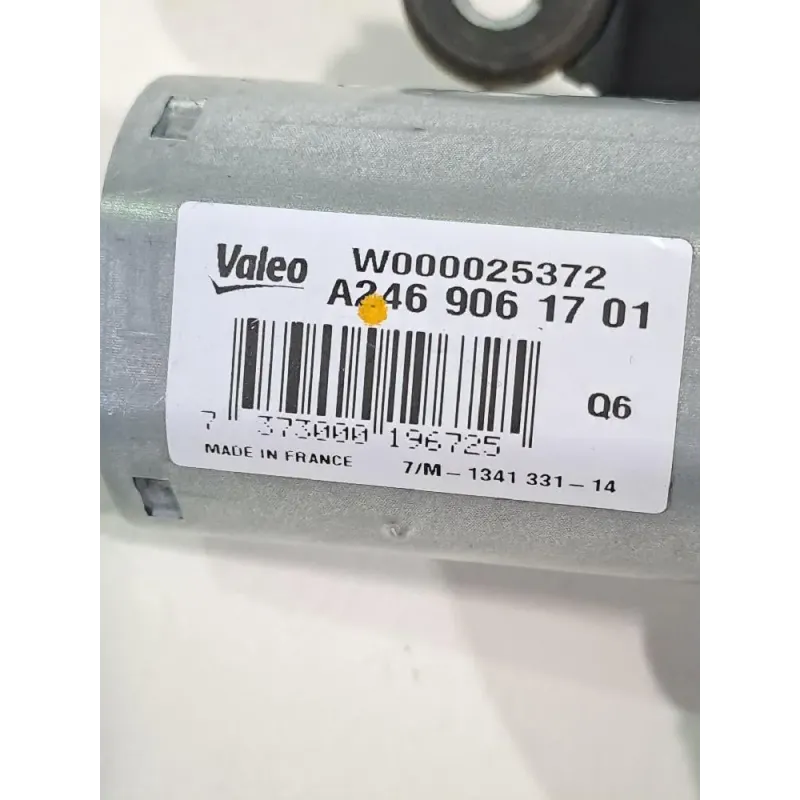 Valeo W000025372
A246 906 17 01
Q6
7 373000 196725
MADE IN FRANCE 7/M-1341 331-14